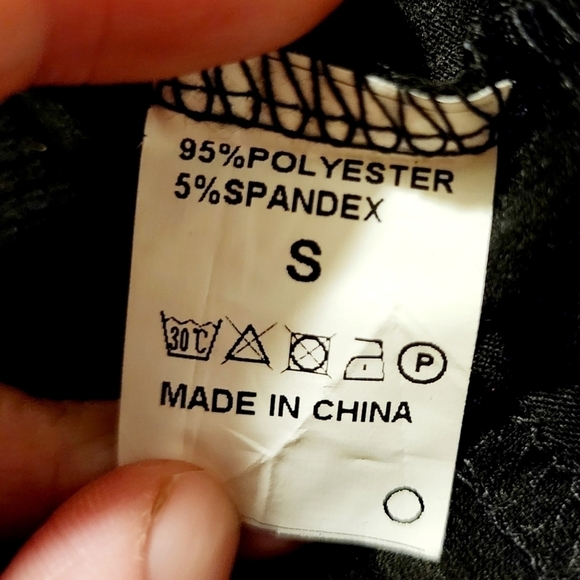 95%POLYESTER
5%SPANDEX
S
30℃ P
MADE IN CHINA